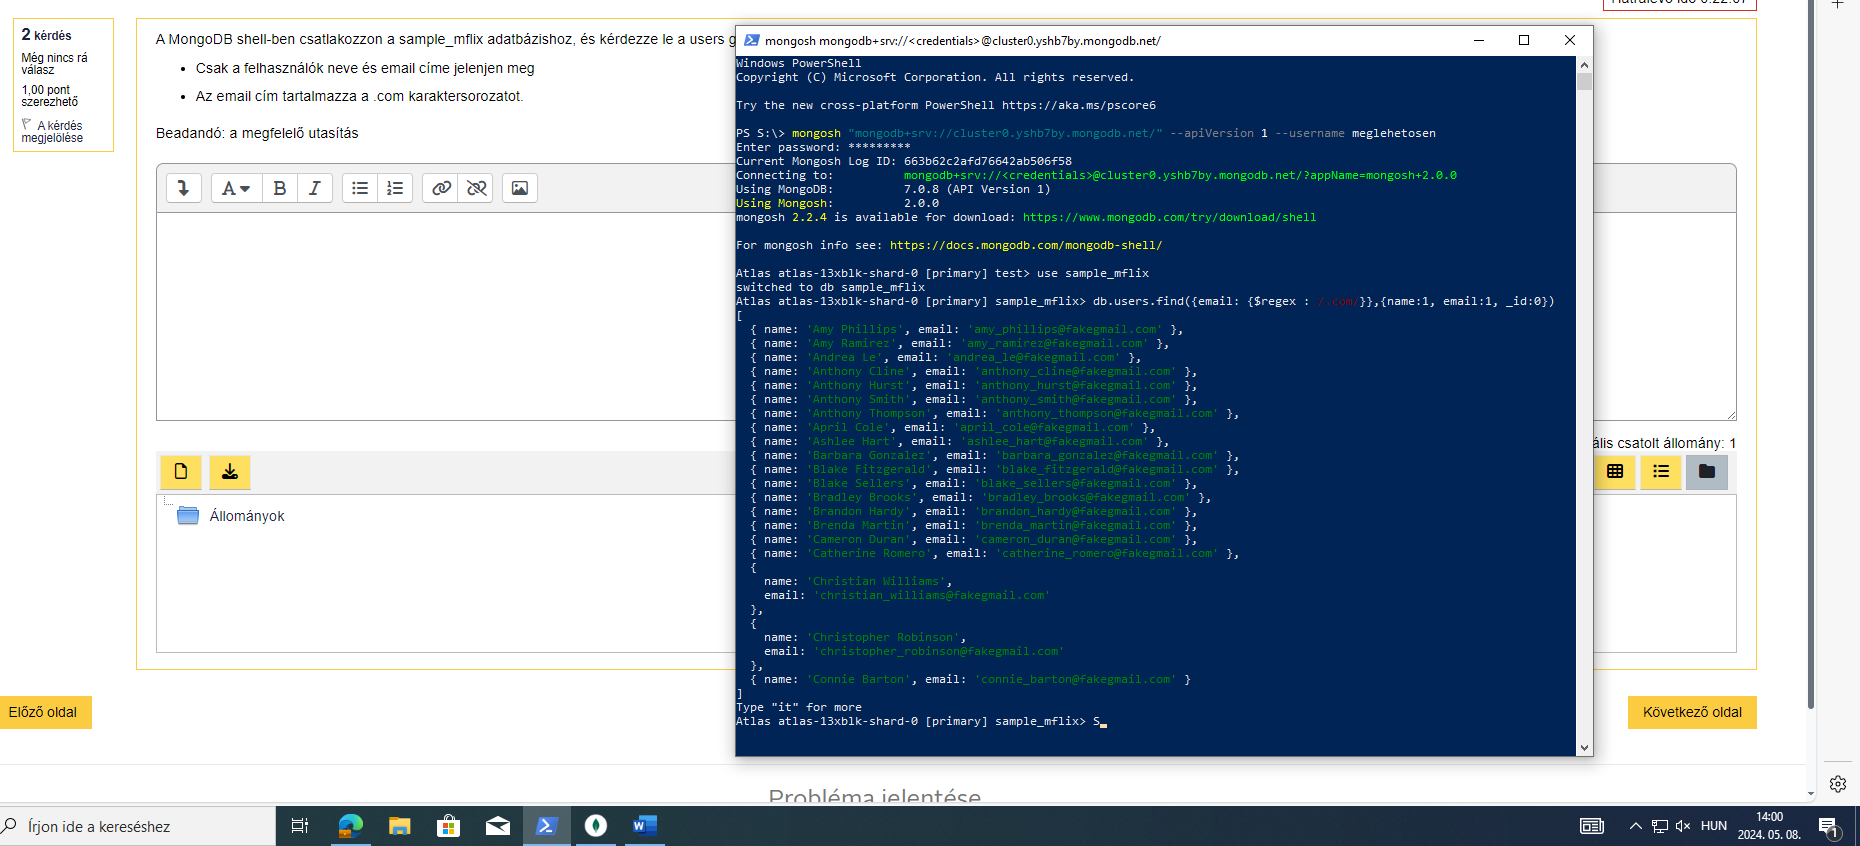 2 kérdés
Még nincs rá
válasz
1,00 pont
szerezhető
A kérdés
megjelölése
A MongoDB shell-ben csatlakozzon a sample_mflix adatbázishoz, és kérdezze le a users
Csak a felhasználók neve és email címe jelenjen meg
Az email cím tartalmazza a .com karaktersorozatot.
Beadandó: a megfelelő utasítás
ális csatolt állomány: 1
Állományok
Előző oldal
Következő oldal
Probléma jelentése
mongosh mongodb+srv://<credentials>@cluster0.yshb7by.mongodb.net/
Windows PowerShell
Copyright (C) Microsoft Corporation. All rights reserved.
Try the new cross-platform PowerShell https://aka.ms/pscore6
PS S:\> mongosh "mongodb+srv://cluster0.yshb7by.mongodb.net/" --apiVersion 1 --username meglehetosen
Enter password: *********
Current Mongosh Log ID: 663b62c2afd76642ab506f58
Connecting to: mongodb+srv://<credentials>@cluster0.yshb7by.mongodb.net/?appName=mongosh+2.0.0
Using MongoDB: 7.0.8 (API Version 1)
Using Mongosh: 2.0.0
mongosh 2.2.4 is available for download: https://www.mongodb.com/try/download/shell
For mongosh info see: https://docs.mongodb.com/mongodb-shell/
Atlas atlas-13xblk-shard-0 [primary] test> use sample_mflix
switched to db sample_mflix
Atlas atlas-13xblk-shard-0 [primary] sample_mflix> db.users.find({email: {$regex : /.com/}},{name:1, email:1, _id:0})
[
{ name: 'Amy Phillips', email: 'amy_phillips@fakegmail.com' },
{ name: 'Amy Ramirez', email: 'amy_ramirez@fakegmail.com' },
{ name: 'Andrea Le', email: 'andrea_le@fakegmail.com' },
{ name: 'Anthony Cline', email: 'anthony_cline@fakegmail.com' },
{ name: 'Anthony Hurst', email: 'anthony_hurst@fakegmail.com' },
{ name: 'Anthony Smith', email: 'anthony_smith@fakegmail.com' },
{ name: 'Anthony Thompson', email: 'anthony_thompson@fakegmail.com' },
{ name: 'April Cole', email: 'april_cole@fakegmail.com' },
{ name: 'Ashlee Hart', email: 'ashlee_hart@fakegmail.com' },
{ name: 'Barbara Gonzalez', email: 'barbara_gonzalez@fakegmail.com' },
{ name: 'Blake Fitzgerald', email: 'blake_fitzgerald@fakegmail.com' },
{ name: 'Blake Sellers', email: 'blake_sellers@fakegmail.com' },
{ name: 'Bradley Brooks', email: 'bradley_brooks@fakegmail.com' },
{ name: 'Brandon Hardy', email: 'brandon_hardy@fakegmail.com' },
{ name: 'Brenda Martin', email: 'brenda_martin@fakegmail.com' },
{ name: 'Cameron Duran', email: 'cameron_duran@fakegmail.com' },
{ name: 'Catherine Romero', email: 'catherine_romero@fakegmail.com' },
{
name: 'Christian Williams',
email: 'christian_williams@fakegmail.com'
},
{
name: 'Christopher Robinson',
email: 'christopher_robinson@fakegmail.com'
},
{ name: 'Connie Barton', email: 'connie_barton@fakegmail.com' }
]
Type "it" for more
Atlas atlas-13xblk-shard-0 [primary] sample_mflix> S
Írjon ide a kereséshez
HUN
14:00
2024. 05. 08.
1